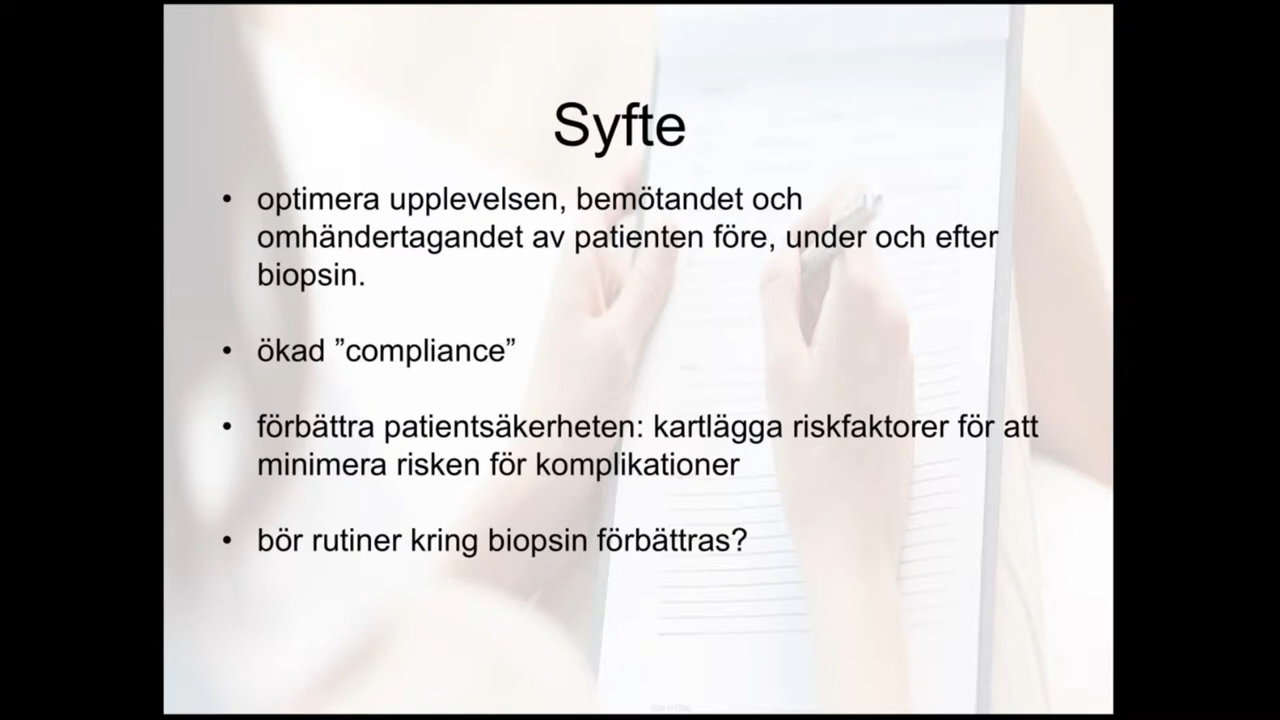 Syfte
• optimera upplevelsen, bemötandet och
omhändertagandet av patienten före, under och efter
biopsin.
• ökad ”compliance”
• förbättra patientsäkerheten: kartlägga riskfaktorer för att
minimera risken för komplikationer
• bör rutiner kring biopsin förbättras?